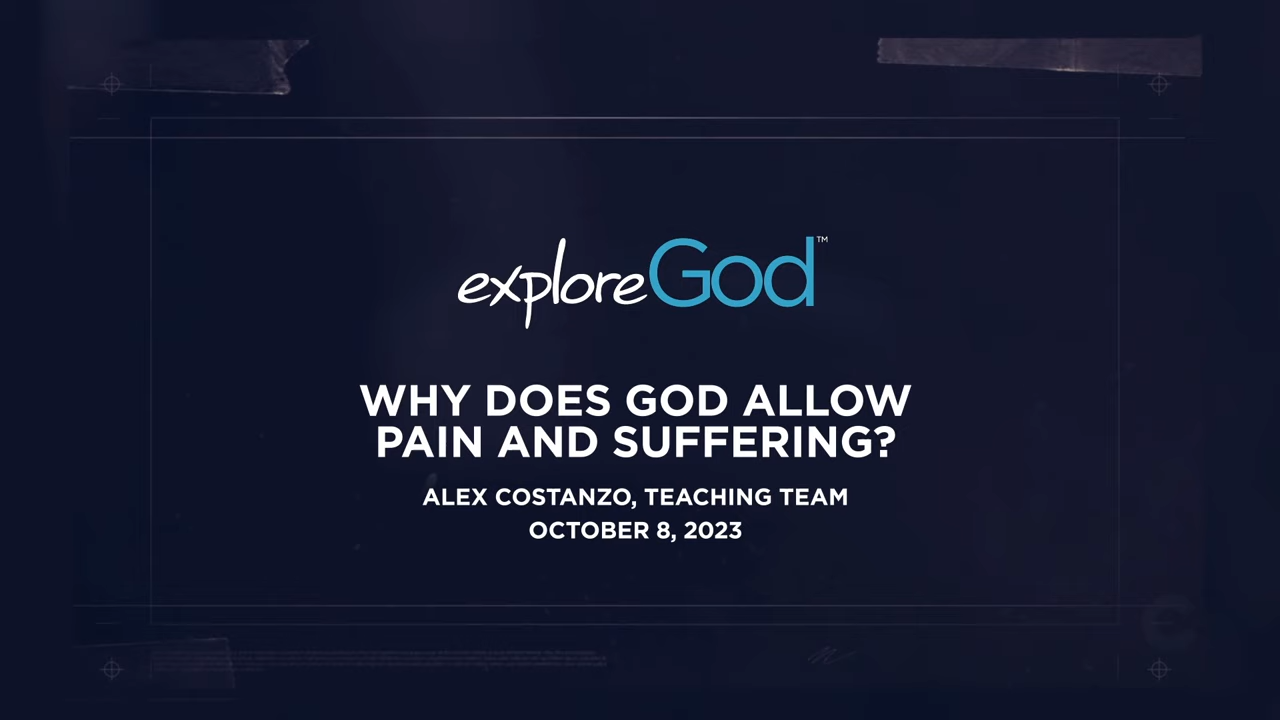 exploreGod™
WHY DOES GOD ALLOW
PAIN AND SUFFERING?
ALEX COSTANZO, TEACHING TEAM
OCTOBER 8, 2023